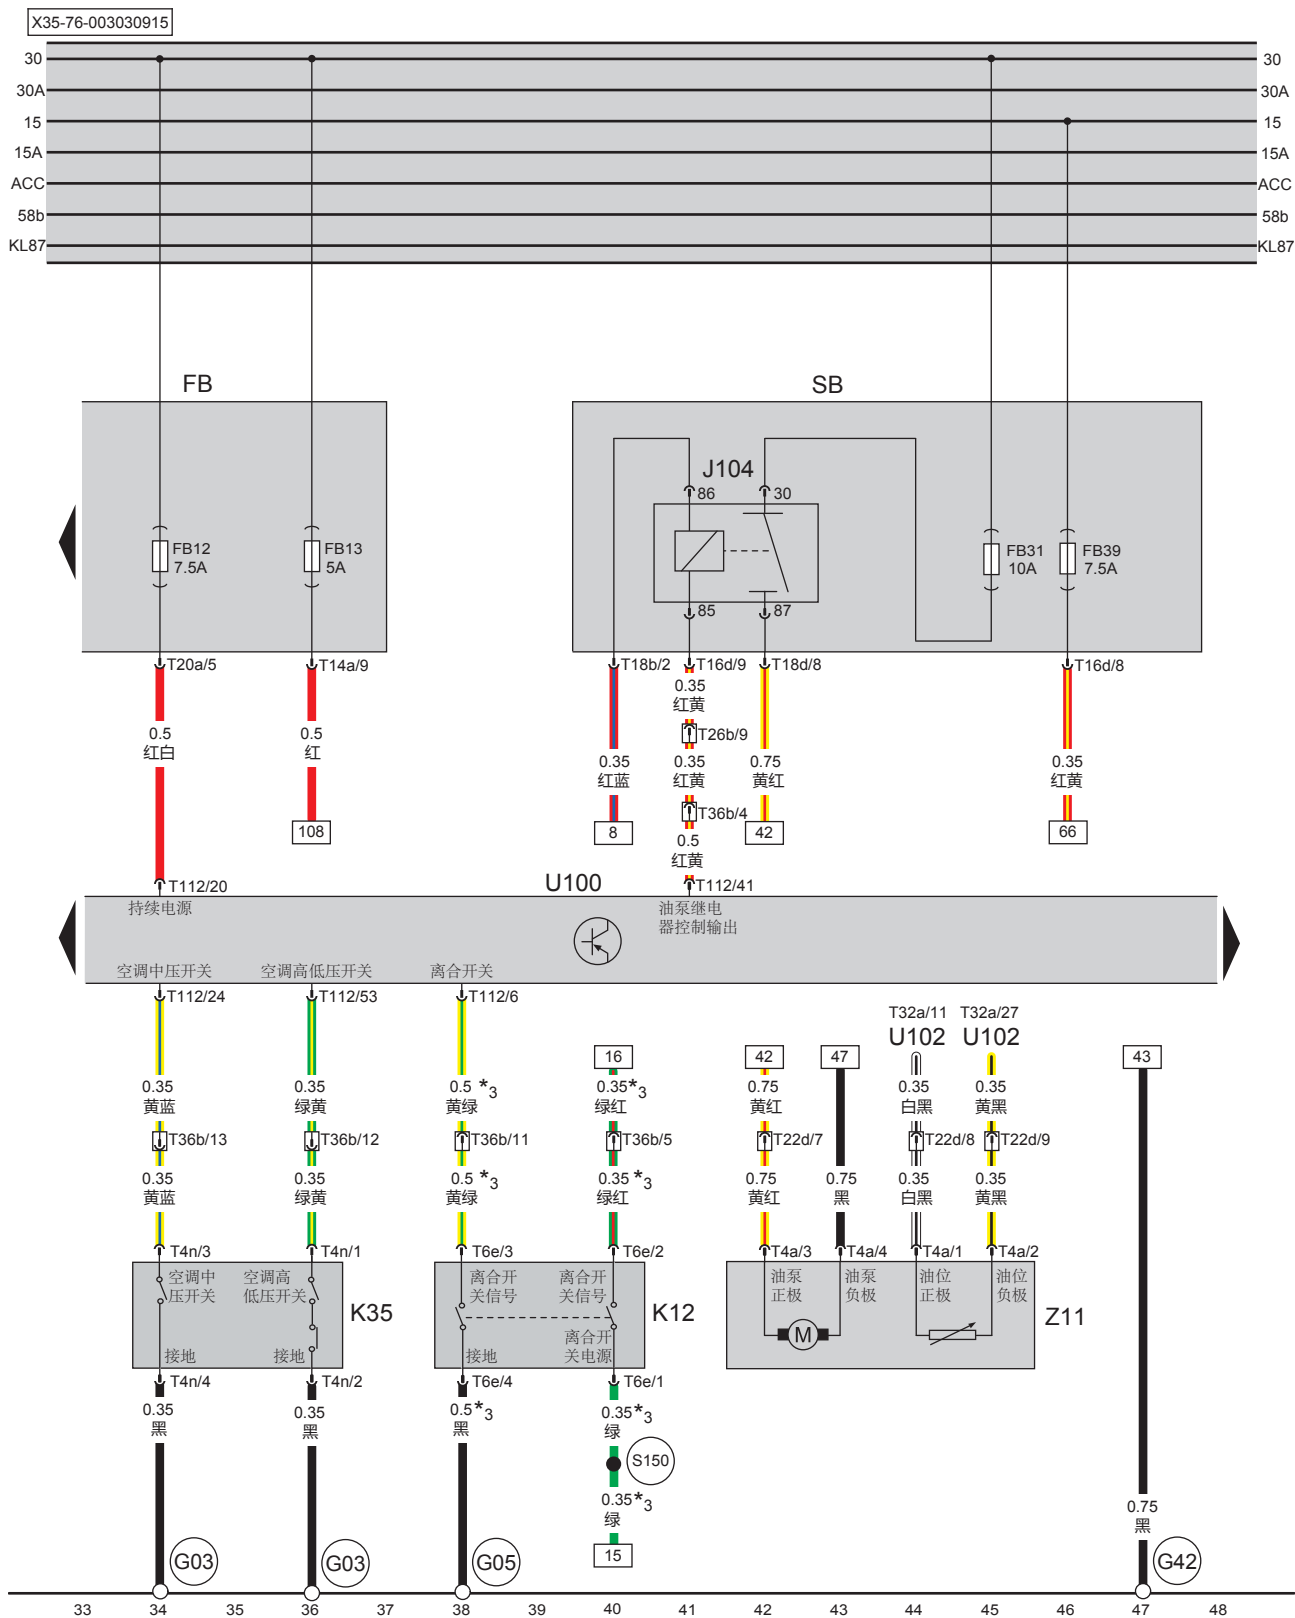 X35-76-003030915
30 30
30A 30A
15 15
15A 15A
ACC ACC
58b 58b
KL87 KL87
FB SB
J104
86 30
FB12 FB13 FB31 FB39
7.5A 5A 10A 7.5A
85 87
T20a/5 T14a/9 T18b/2 T16d/9 T18d/8 T16d/8
0.35
红黄
0.5 0.5 T26b/9
红白 红
0.35 0.35 0.75 0.35
红蓝 红黄 黄红 红黄
T36b/4
108 8 42 66
0.5
红黄
T112/20 U100 T112/41
持续电源 油泵继电
器控制输出
空调中压开关 空调高低压开关 离合开关
T112/24 T112/53 T112/6
T32a/11 T32a/27
U102 U102
16 42 47 43
0.35 0.35 0.5 *3 0.35*3 0.75 0.35 0.35
黄蓝 绿黄 黄绿 绿红 黄红 白黑 黄黑
T36b/13 T36b/12 T36b/11 T36b/5 T22d/7 T22d/8 T22d/9
0.35 0.35 0.5 *3 0.35*3 0.75 0.75 0.35 0.35
黄蓝 绿黄 黄绿 绿红 黄红 黑 白黑 黄黑
T4n/3 T4n/1 T6e/3 T6e/2 T4a/3 T4a/4 T4a/1 T4a/2
空调中 空调高 离合开 离合开 油泵 油泵 油位 油位
压开关 低压开关 关信号 关信号 正极 负极 正极 负极
K35 K12 M Z11
离合开
接地 接地 接地 关电源
T4n/4 T4n/2 T6e/4 T6e/1
0.35 0.35 0.5*3 0.35*3
黑 黑 黑 绿
S150
0.35*3
绿
0.75
黑
15
G03 G03 G05 G42
33 34 35 36 37 38 39 40 41 42 43 44 45 46 47 48